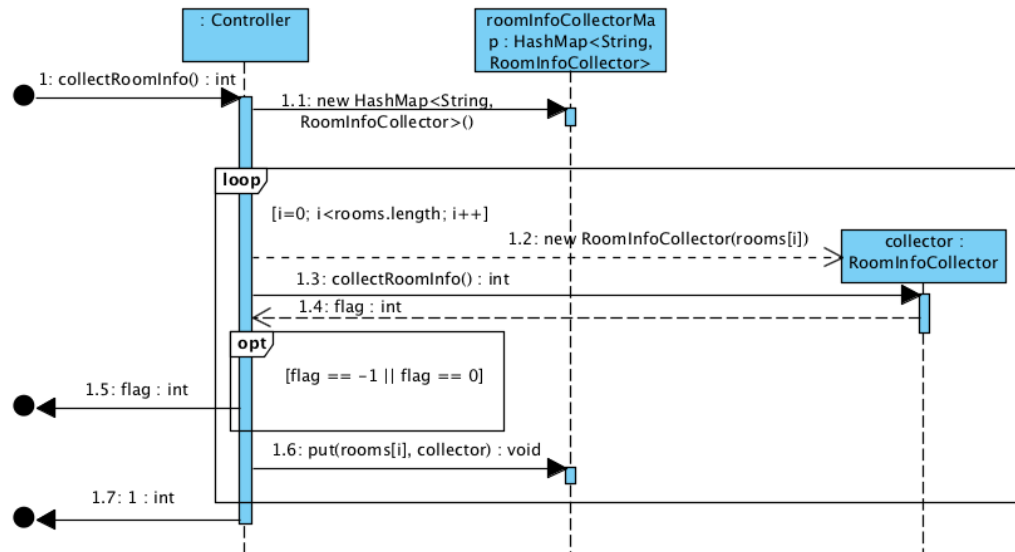 : Controller
roomInfoCollectorMa
p : HashMap<String,
RoomInfoCollector>
1: collectRoomInfo() : int
1.1: new HashMap<String,
RoomInfoCollector>()
loop
[i=0; i<rooms.length; i++]
1.2: new RoomInfoCollector(rooms[i])
collector :
RoomInfoCollector
1.3: collectRoomInfo() : int
1.4: flag : int
opt
[flag == -1 || flag == 0]
1.5: flag : int
1.6: put(rooms[i], collector) : void
1.7: 1 : int